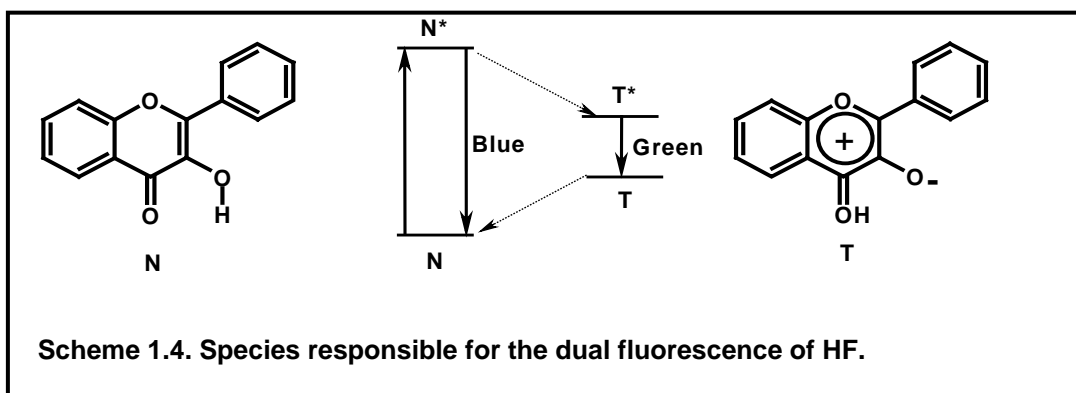 N*
T*
Blue
Green
T
N
O
O
O
H
N
O
+
O-
OH
T
Scheme 1.4. Species responsible for the dual fluorescence of HF.